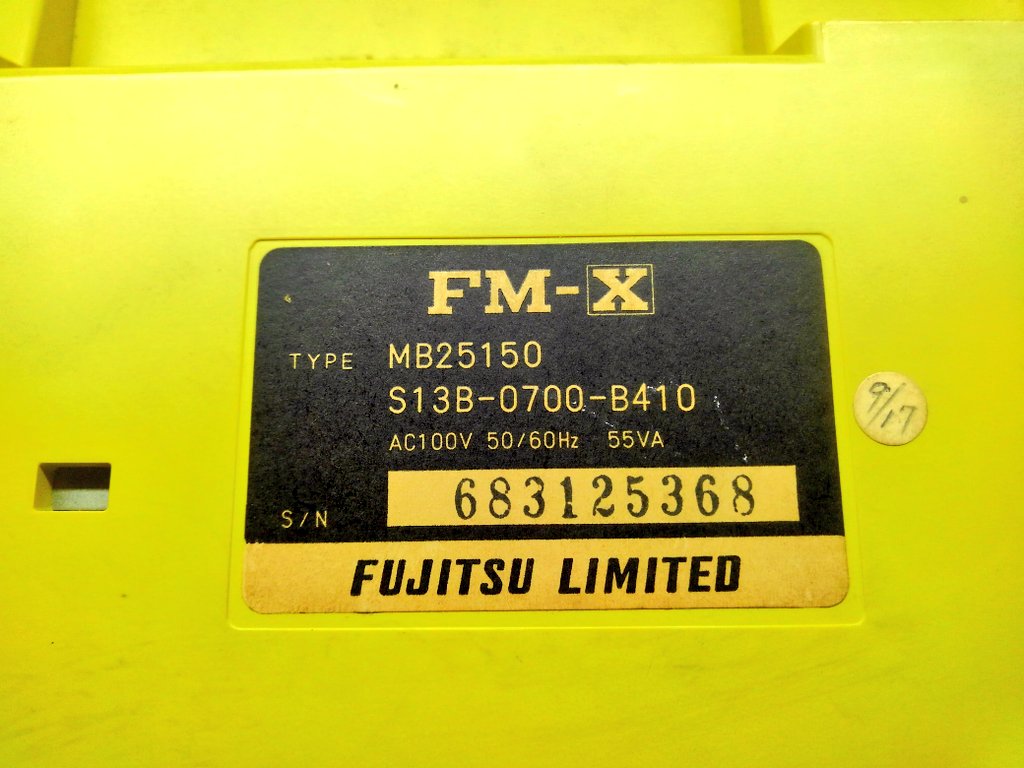 FM-X
TYPE MB25150
S13B-0700-B410
AC100V 50/60Hz 55VA
S/N 683125368
FUJITSU LIMITED
9/17